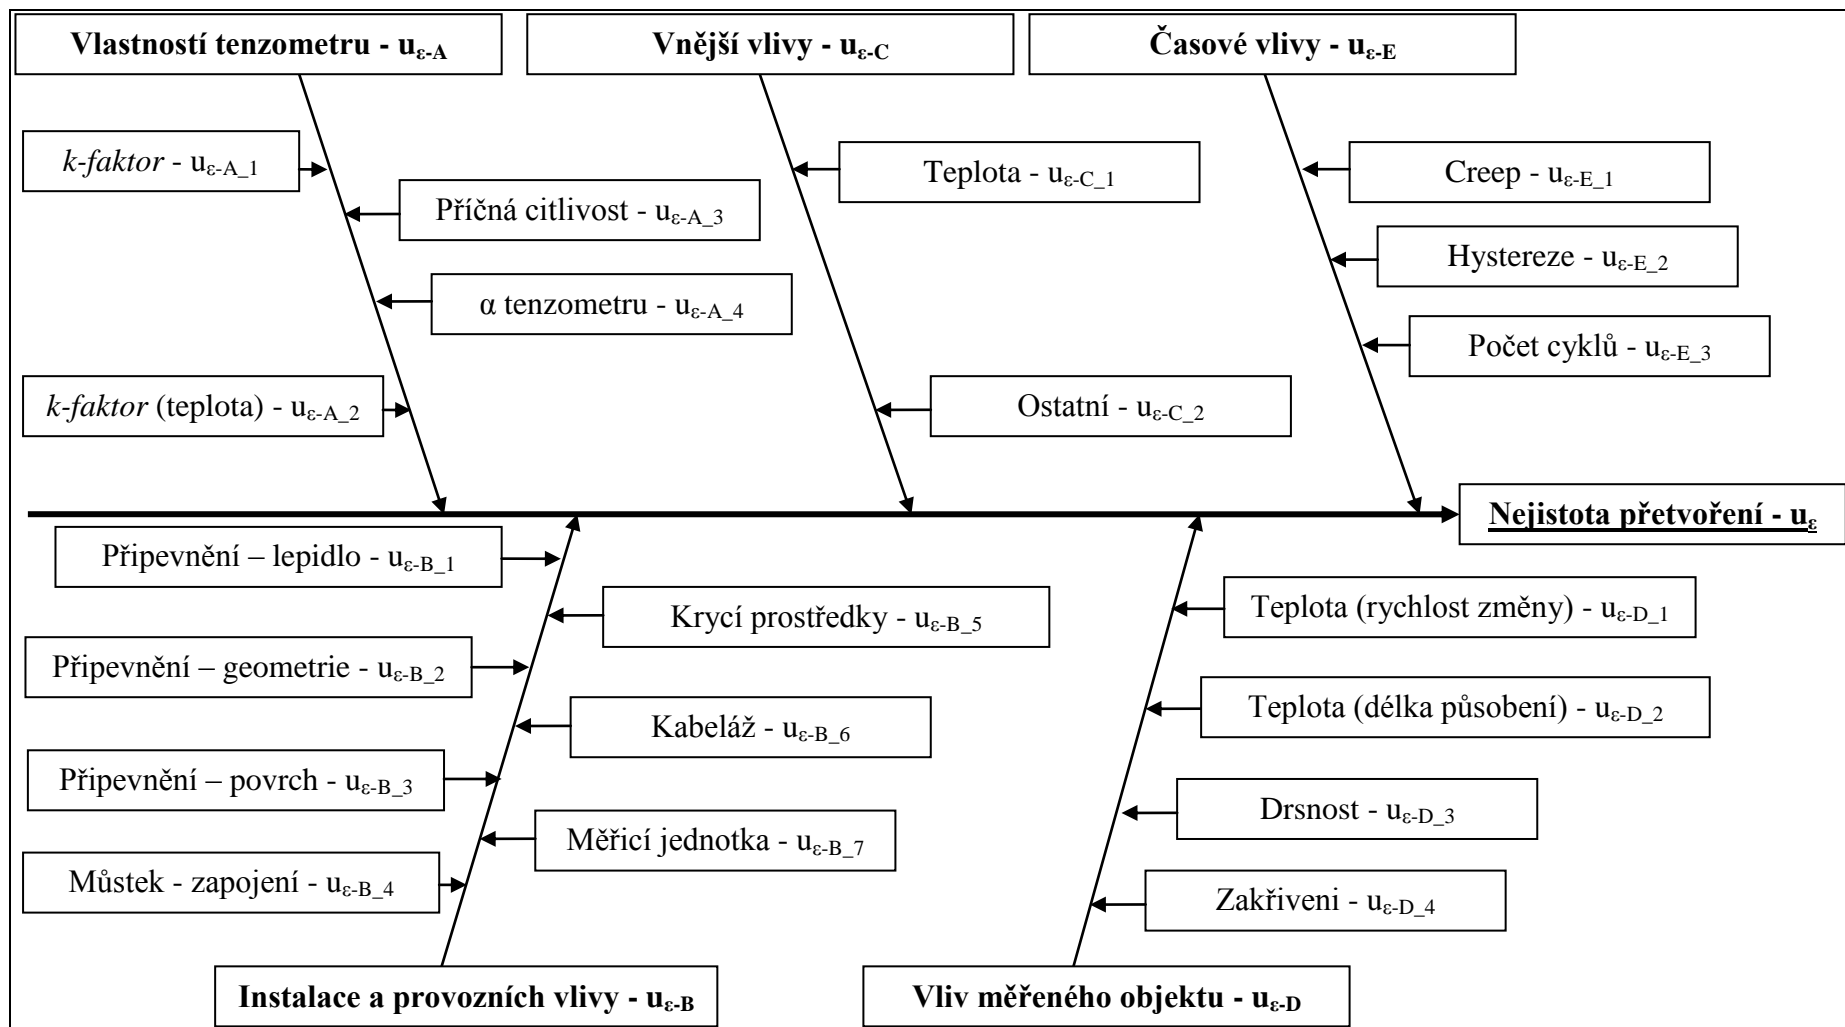 Vlastností tenzometru - uε-A
Vnější vlivy - uε-C
Časové vlivy - uε-E
k-faktor - uε-A_1
Příčná citlivost - uε-A_3
α tenzometru - uε-A_4
k-faktor (teplota) - uε-A_2
Teplota - uε-C_1
Ostatní - uε-C_2
Creep - uε-E_1
Hystereze - uε-E_2
Počet cyklů - uε-E_3
Nejistota přetvoření - uε
Připevnění – lepidlo - uε-B_1
Krycí prostředky - uε-B_5
Připevnění – geometrie - uε-B_2
Kabeláž - uε-B_6
Připevnění – povrch - uε-B_3
Měřicí jednotka - uε-B_7
Můstek - zapojení - uε-B_4
Teplota (rychlost změny) - uε-D_1
Teplota (délka působení) - uε-D_2
Drsnost - uε-D_3
Zakřiveni - uε-D_4
Instalace a provozních vlivy - uε-B
Vliv měřeného objektu - uε-D